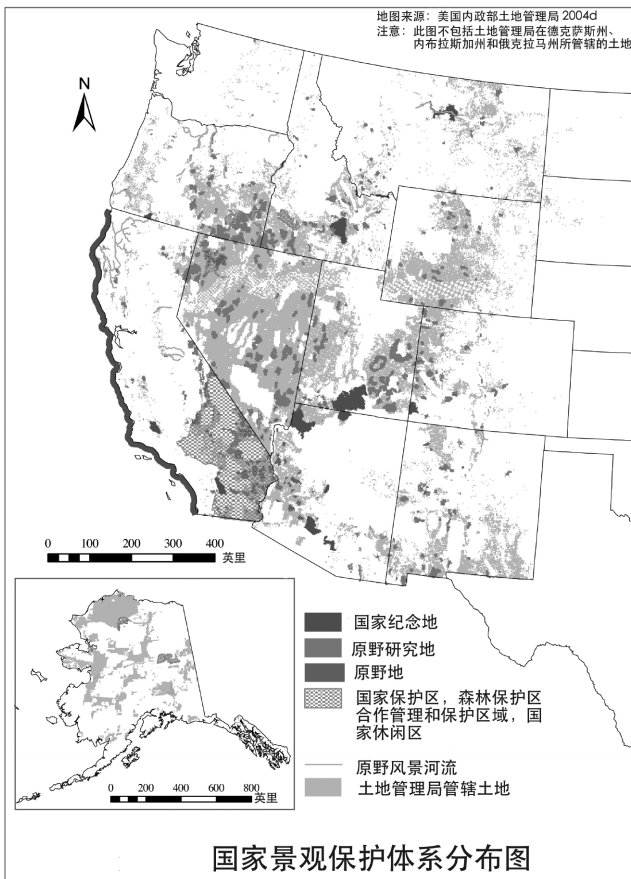 地图来源：美国内政部土地管理局 2004d
注意：此图不包括土地管理局在德克萨斯州、
内布拉斯加州和俄克拉马州所管辖的土地
N
0 100 200 300 400
英里
国家纪念地
原野研究地
原野地
国家保护区，森林保护区
合作管理和保护区域，国
家休闲区
原野风景河流
土地管理局管辖土地
0 200 400 600 800
英里
国家景观保护体系分布图